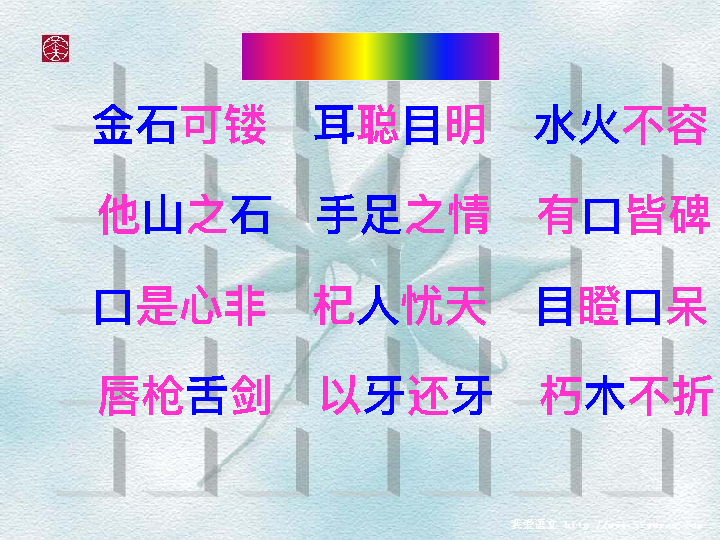 金石可镂 耳聪目明 水火不容
他山之石 手足之情 有口皆碑
口是心非 杞人忧天 目瞪口呆
唇枪舌剑 以牙还牙 朽木不折